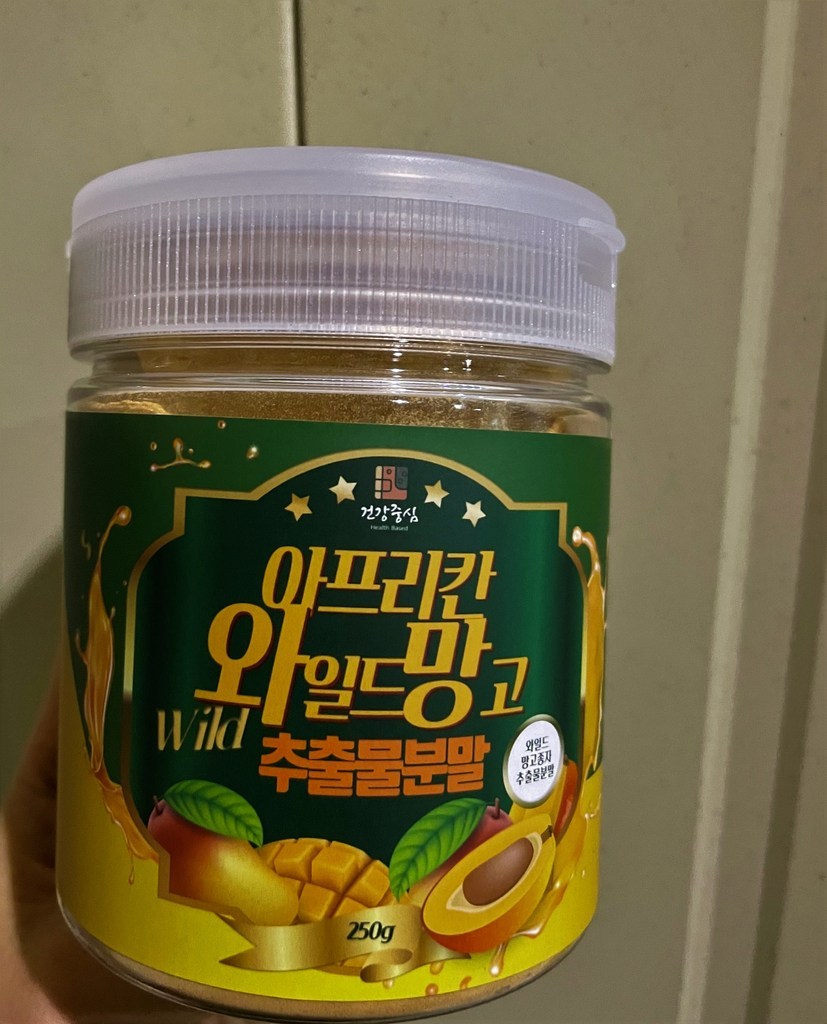 건강중심
Health Based
아프리칸
와일드망고
Wild
추출물분말
와일드
망고종자
추출물분말
250g